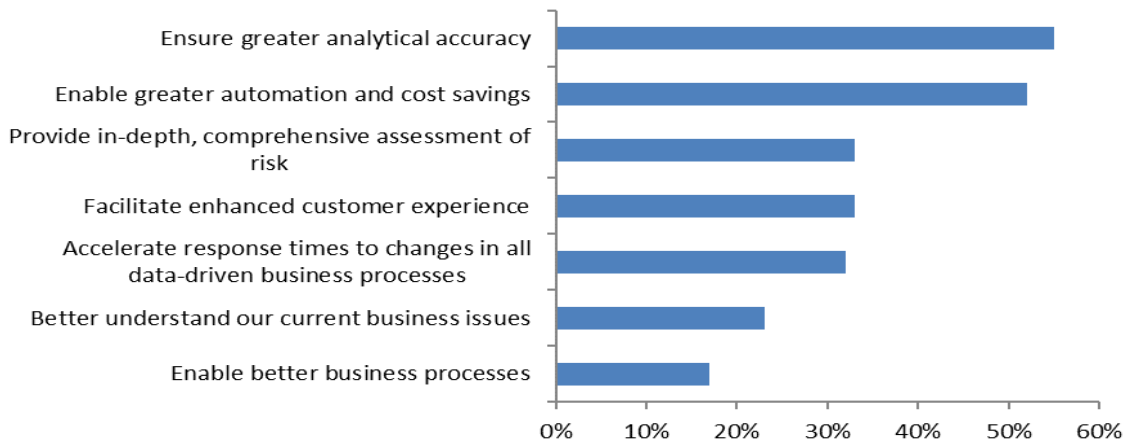 Ensure greater analytical accuracy
Enable greater automation and cost savings
Provide in-depth, comprehensive assessment of
risk
Facilitate enhanced customer experience
Accelerate response times to changes in all
data-driven business processes
Better understand our current business issues
Enable better business processes
0% 10% 20% 30% 40% 50% 60%